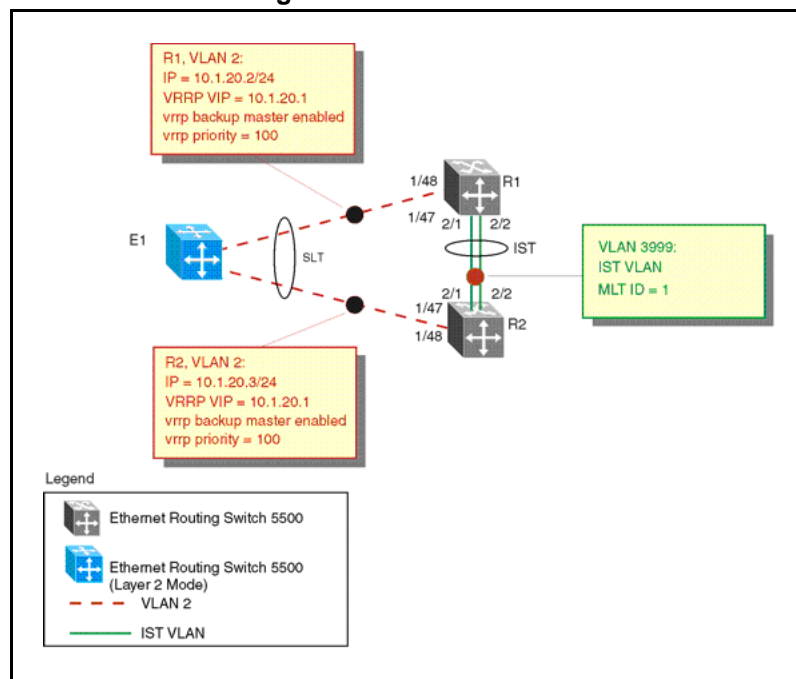 R1, VLAN 2:
IP = 10.1.20.2/24
VRRP VIP = 10.1.20.1
vrrp backup master enabled
vrrp priority = 100
1/48
R1
1/47
2/1
2/2
E1
SLT
IST
VLAN 3999:
IST VLAN
MLT ID = 1
2/1
2/2
1/47
R2
1/48
R2, VLAN 2:
IP = 10.1.20.3/24
VRRP VIP = 10.1.20.1
vrrp backup master enabled
vrrp priority = 100
Legend
Ethernet Routing Switch 5500
Ethernet Routing Switch 5500
(Layer 2 Mode)
VLAN 2
IST VLAN